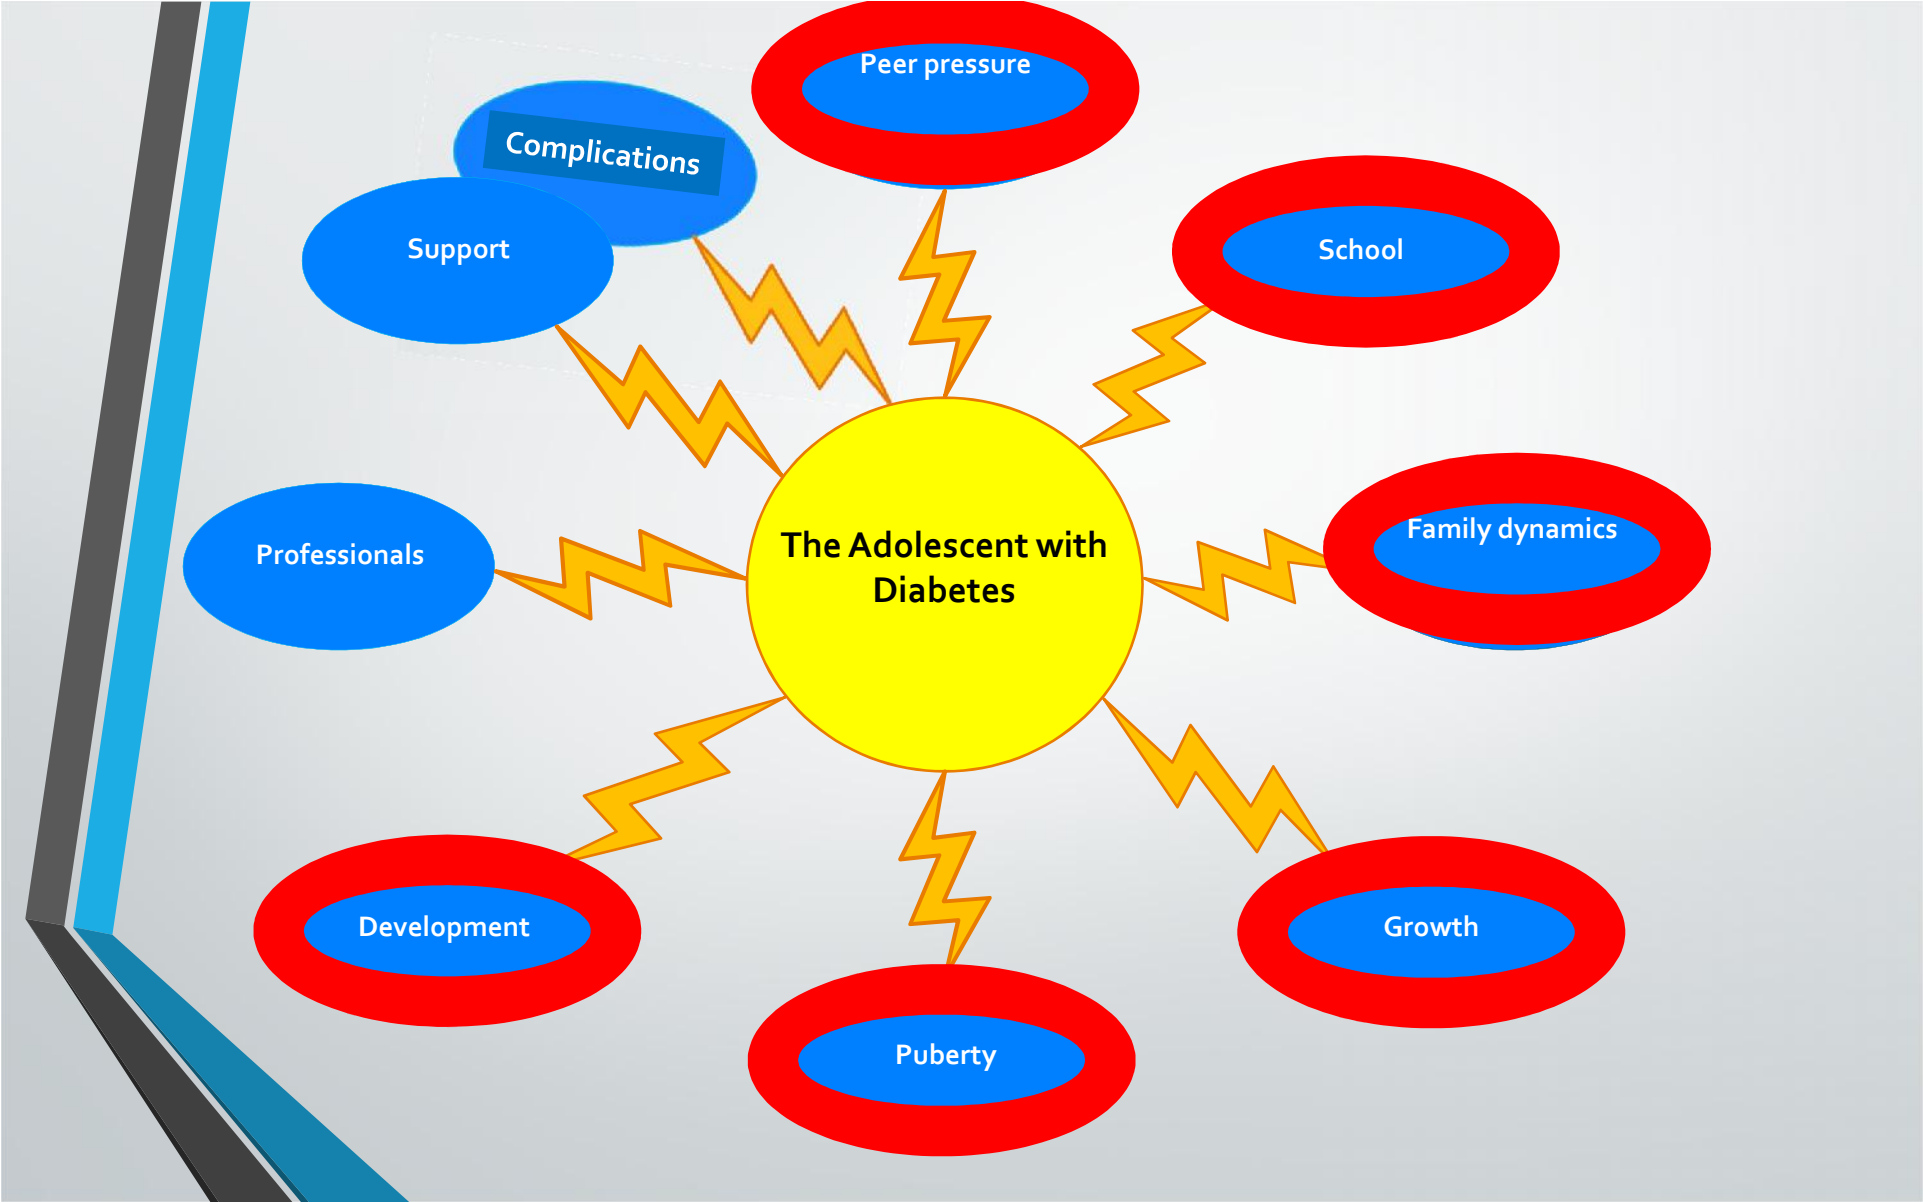 Peer pressure
Complications
Support
School
Family dynamics
The Adolescent with
Diabetes
Professionals
Development
Growth
Puberty